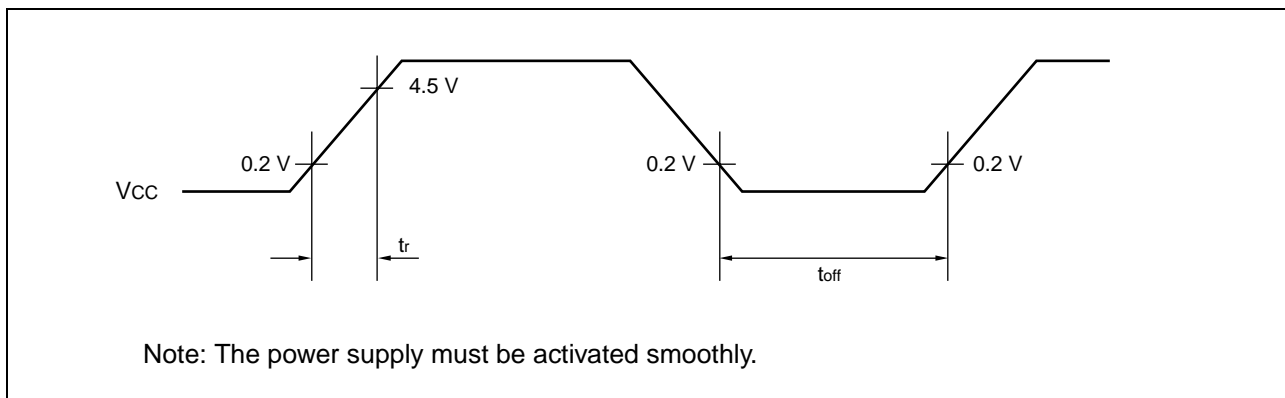 4.5 V
0.2 V
0.2 V
0.2 V
VCC
tr
toff
Note: The power supply must be activated smoothly.